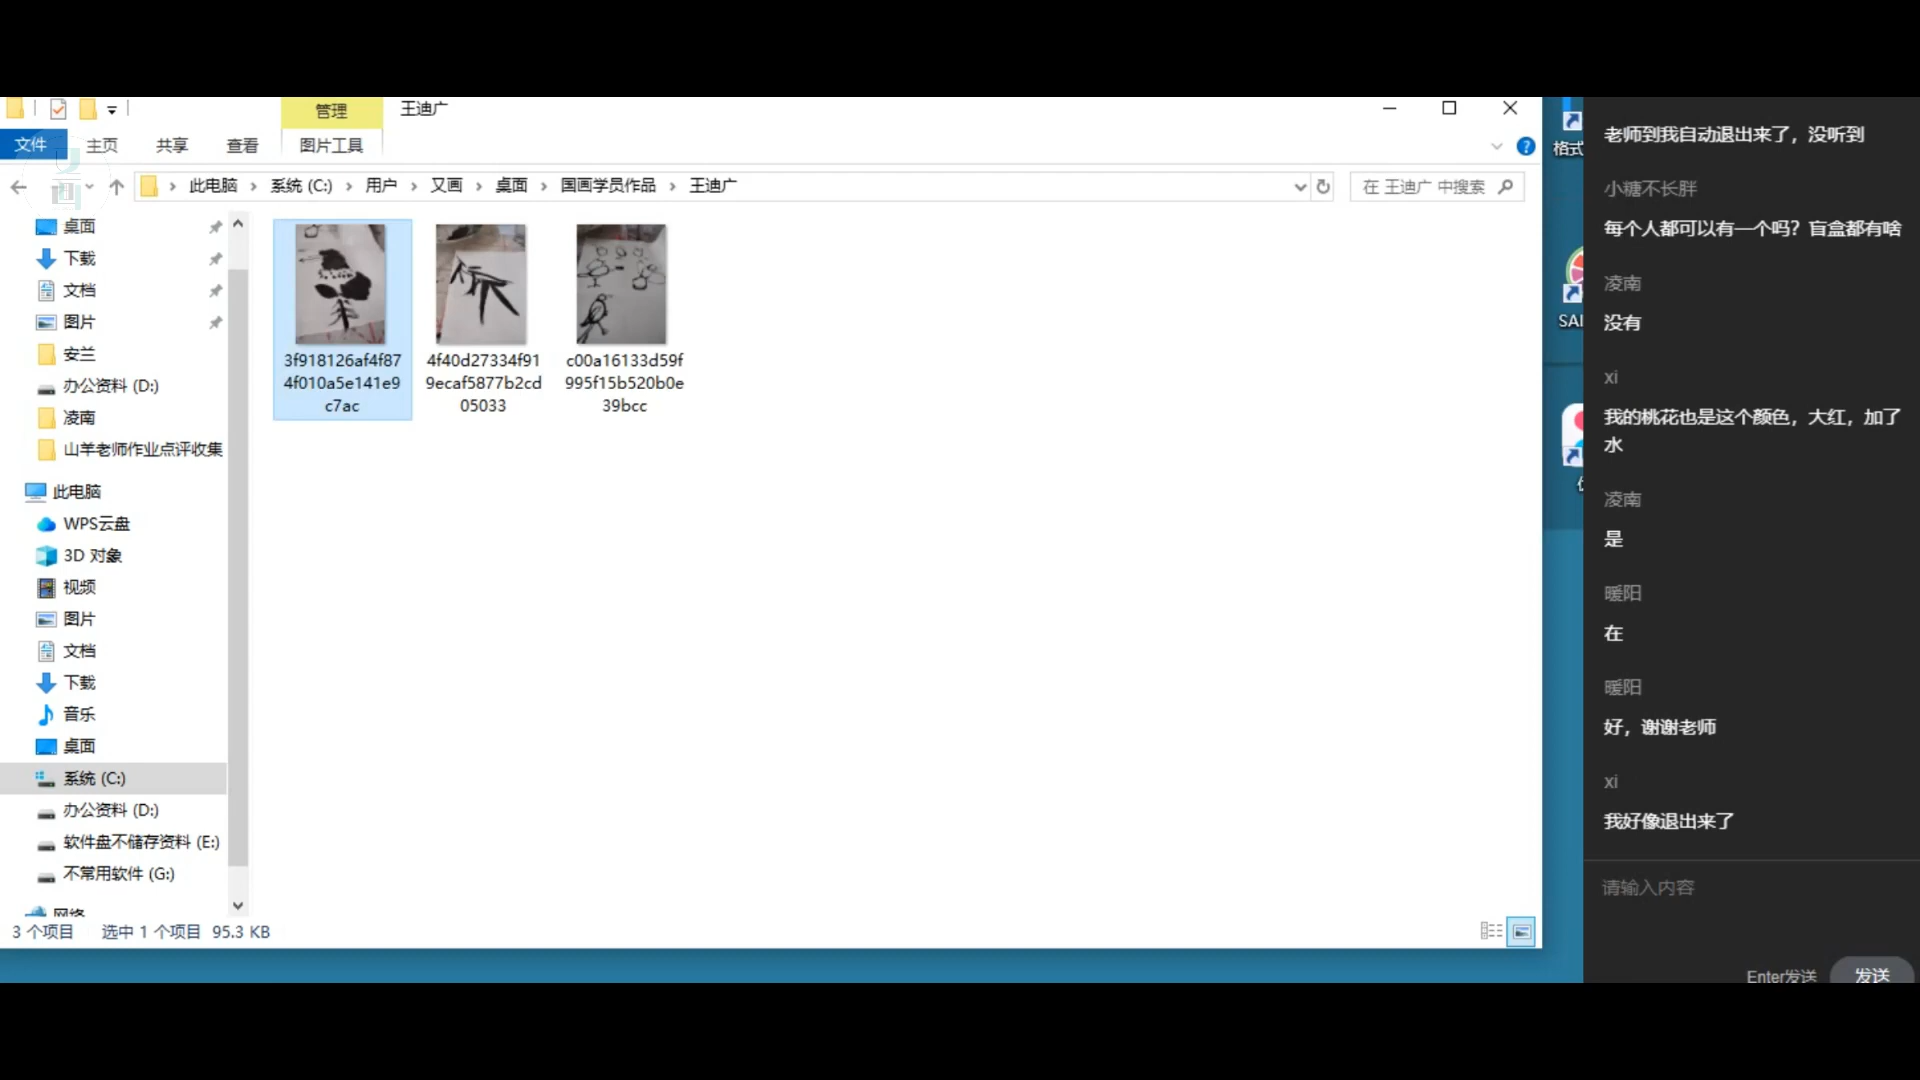 管理
王迪广
文件
主页
共享
查看
图片工具
此电脑
系统 (C:)
用户
又画
桌面
国画学员作品
王迪广
在 王迪广 中搜索
桌面
下载
文档
图片
安兰
办公资料 (D:)
凌南
山羊老师作业点评收集
此电脑
WPS云盘
3D 对象
视频
图片
文档
下载
音乐
桌面
系统 (C:)
办公资料 (D:)
软件盘不储存资料 (E:)
不常用软件 (G:)
网络
3f918126af4f87
4f010a5e141e9
c7ac
4f40d27334f91
9ecaf5877b2cd
05033
c00a16133d59f
995f15b520b0e
39bcc
3 个项目
选中 1 个项目 95.3 KB
格式
SAI
老师到我自动退出来了，没听到
小糖不长胖
每个人都可以有一个吗？盲盒都有啥
凌南
没有
xi
我的桃花也是这个颜色，大红，加了
水
凌南
是
暖阳
在
暖阳
好，谢谢老师
xi
我好像退出来了
请输入内容
Enter发送
发送